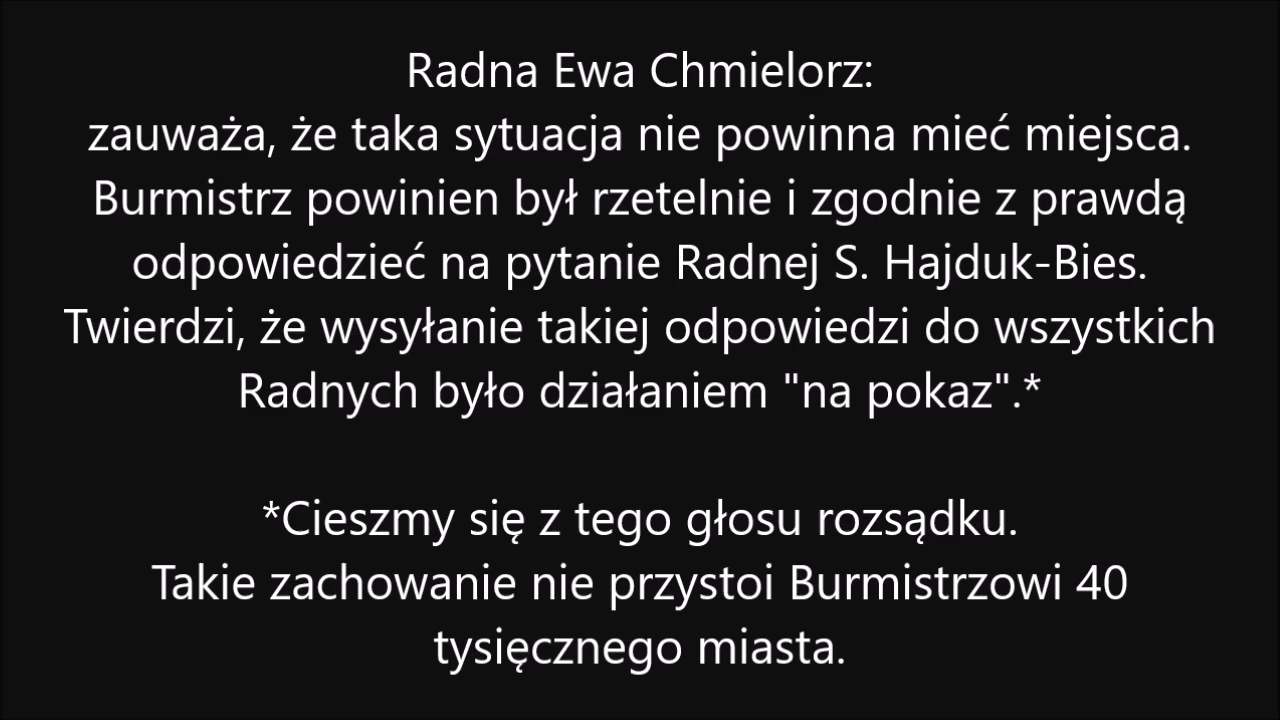 Radna Ewa Chmielorz:
zauważa, że taka sytuacja nie powinna mieć miejsca.
Burmistrz powinien był rzetelnie i zgodnie z prawdą
odpowiedzieć na pytanie Radnej S. Hajduk-Bies.
Twierdzi, że wysyłanie takiej odpowiedzi do wszystkich
Radnych było działaniem "na pokaz".*
*Cieszmy się z tego głosu rozsądku.
Takie zachowanie nie przystoi Burmistrzowi 40
tysięcznego miasta.